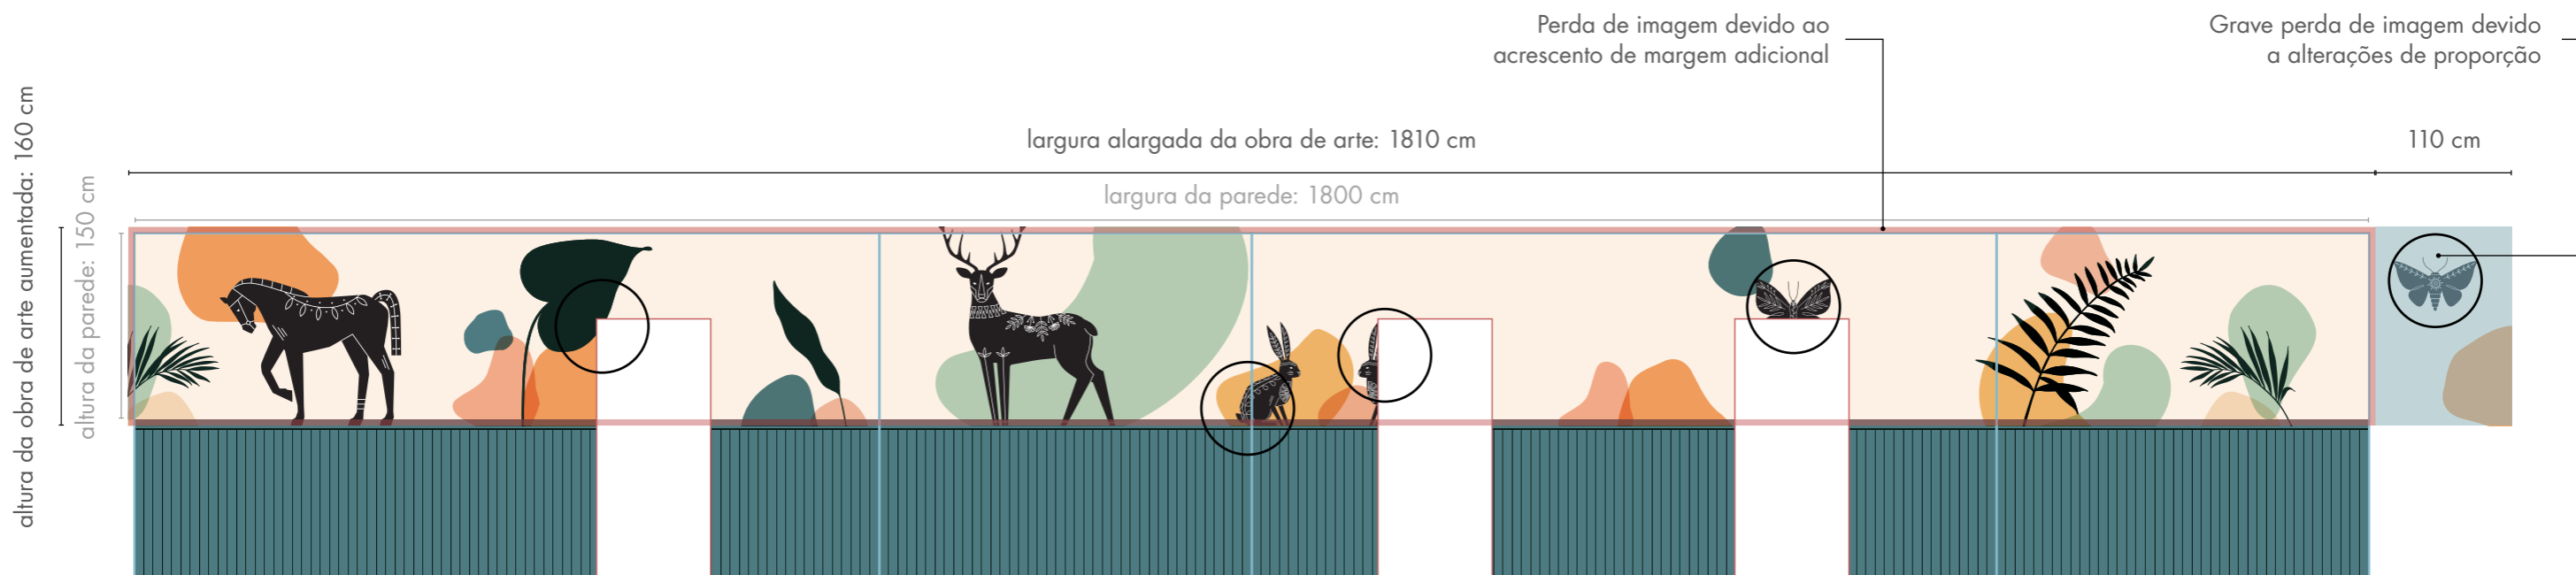 Perda de imagem devido ao
acrescento de margem adicional
Grave perda de imagem devido
a alterações de proporção
largura alargada da obra de arte: 1810 cm
110 cm
largura da parede: 1800 cm
altura da obra de arte aumentada: 160 cm
altura da parede: 150 cm